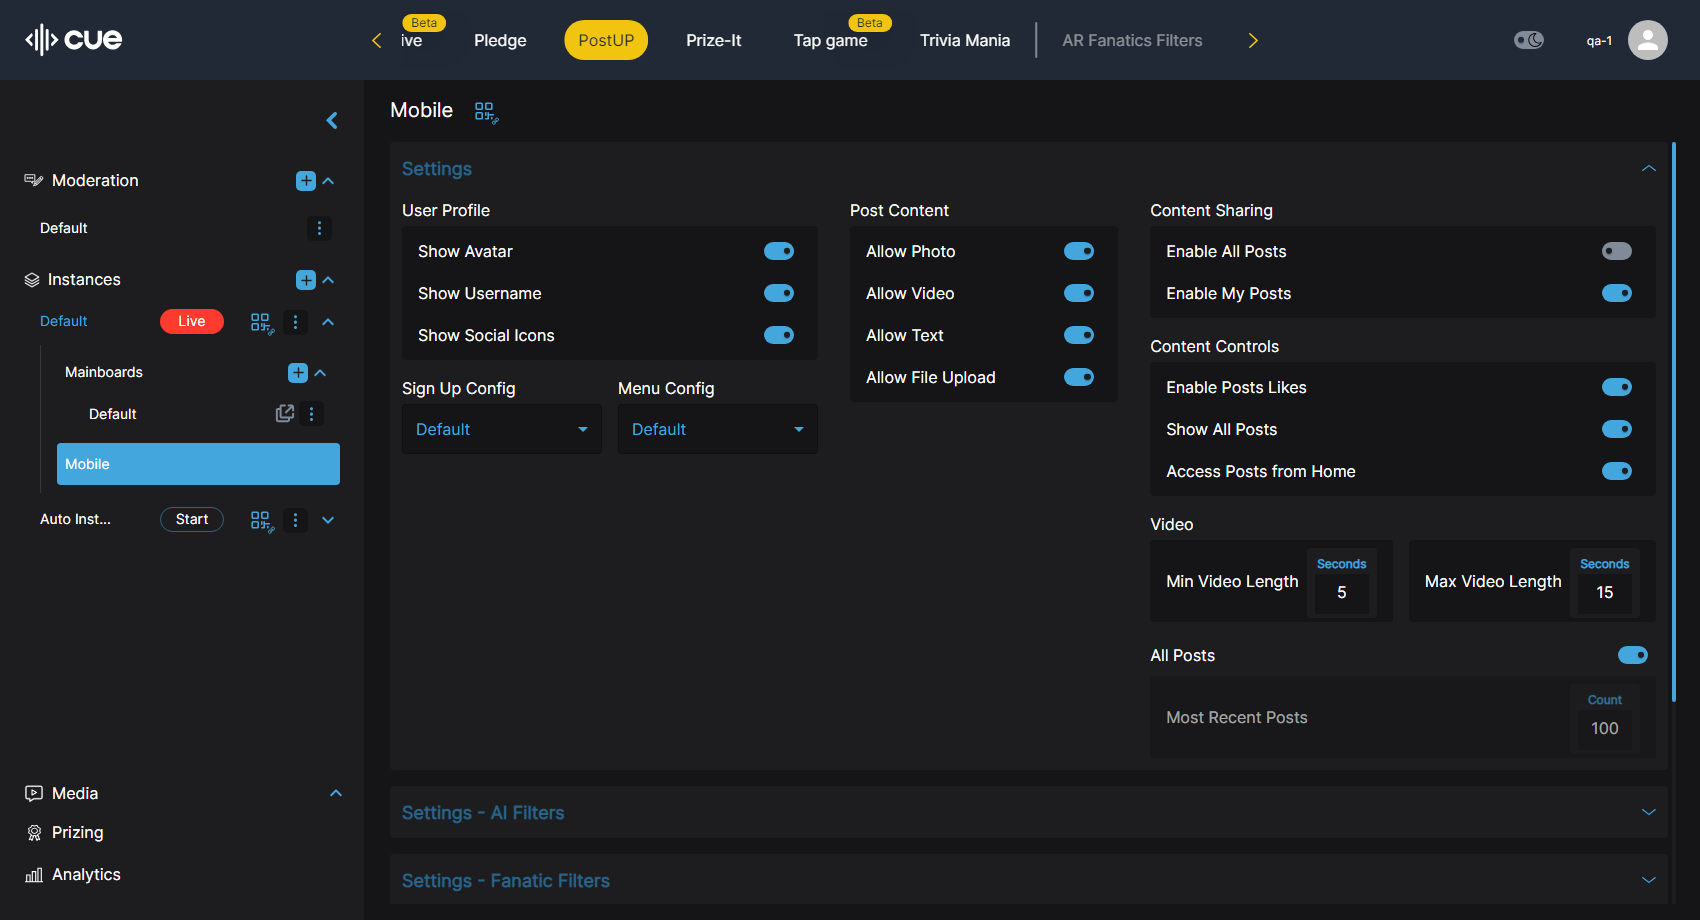 cue
Beta
ive
Pledge
PostUP
Prize-It
Beta
Tap game
Trivia Mania
AR Fanatics Filters
qa-1
Moderation
Default
Instances
Default
Live
Mainboards
Default
Mobile
Auto Inst...
Start
Media
Prizing
Analytics
Mobile
Settings
User Profile
Show Avatar
Show Username
Show Social Icons
Sign Up Config
Default
Menu Config
Default
Post Content
Allow Photo
Allow Video
Allow Text
Allow File Upload
Content Sharing
Enable All Posts
Enable My Posts
Content Controls
Enable Posts Likes
Show All Posts
Access Posts from Home
Video
Min Video Length
Seconds
5
Max Video Length
Seconds
15
All Posts
Most Recent Posts
Count
100
Settings - AI Filters
Settings - Fanatic Filters